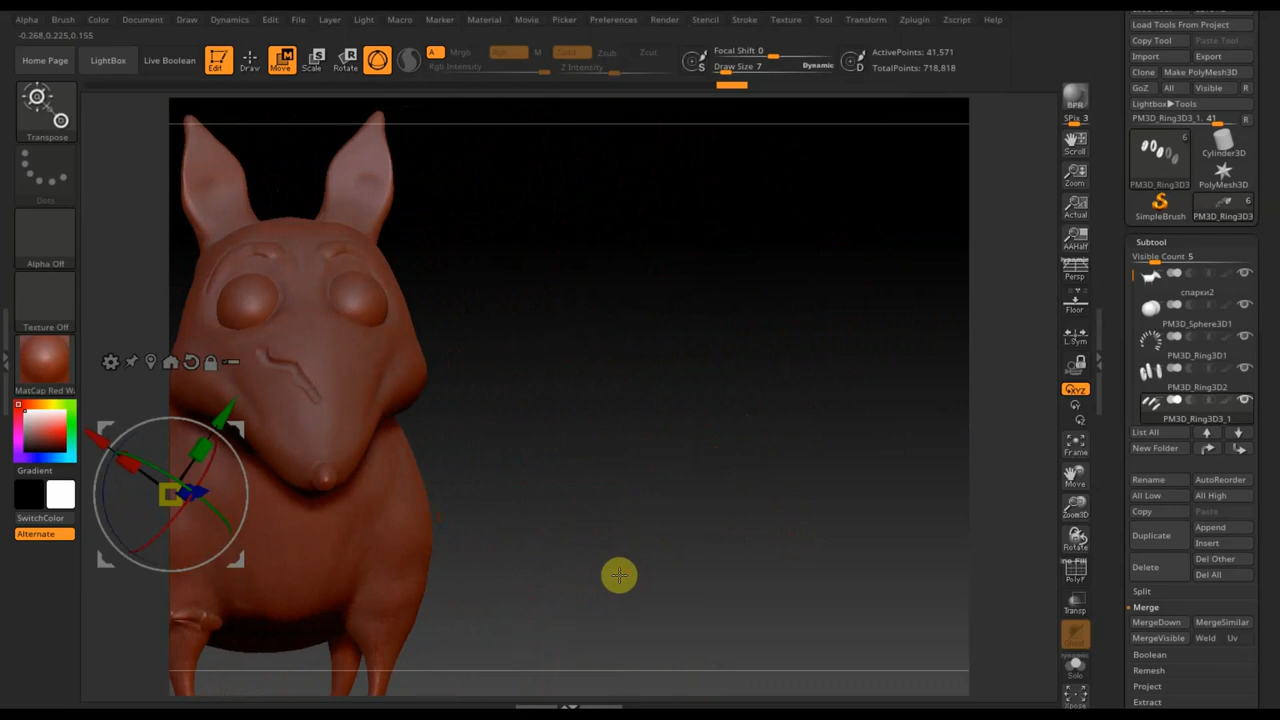 Alpha Brush Color Document Draw Dynamics Edit File Layer Light Macro Marker Material Movie Picker Preferences Render Stencil Stroke Texture Tool Transform Zplugin Zscript Help
-0.268,0.225,0.155
Home Page LightBox Live Boolean Edit Draw Move Scale Rotate
A Mrgb Rgb M Zadd Zsub Zcut
Rgb Intensity Z Intensity
S Focal Shift 0
Draw Size 7 Dynamic D
ActivePoints: 41,571
TotalPoints: 718,818
Transpose
Dots
Alpha Off
Texture Off
MatCap Red Wa
Gradient
SwitchColor
Alternate
BPR
SPix 3
Scroll
Zoom
Actual
AAHalf
Dynamic
Persp
Floor
L.Sym
XYZ
Y
Z
Frame
Move
Zoom3D
Rotate
PolyF
Transp
Ghost
Dynamic
Solo
Xpose
Load Tools From Project
Copy Tool Paste Tool
Import Export
Clone Make PolyMesh3D
GoZ All Visible R
Lightbox▶Tools
PM3D_Ring3D3_1. 41 R
6
Cylinder3D
PM3D_Ring3D3 PolyMesh3D
6
SimpleBrush PM3D_Ring3D3
Subtool
Visible Count 5
спарки2
PM3D_Sphere3D1
PM3D_Ring3D1
PM3D_Ring3D2
PM3D_Ring3D3_1
List All
New Folder
Rename AutoReorder
All Low All High
Copy Paste
Duplicate Append
Insert
Delete Del Other
Del All
Split
Merge
MergeDown MergeSimilar
MergeVisible Weld Uv
Boolean
Remesh
Project
Extract